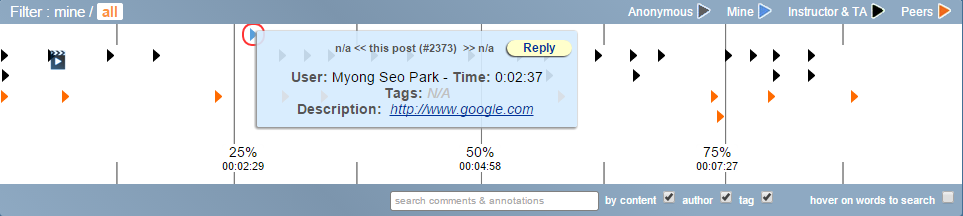 Filter : mine / all Anonymous Mine Instructor & TA Peers
n/a << this post (#2373) >> n/a Reply
User: Myong Seo Park - Time: 0:02:37
Tags: N/A
Description: http://www.google.com
25% 50% 75%
00:02:29 00:04:58 00:07:27
search comments & annotations by content author tag hover on words to search